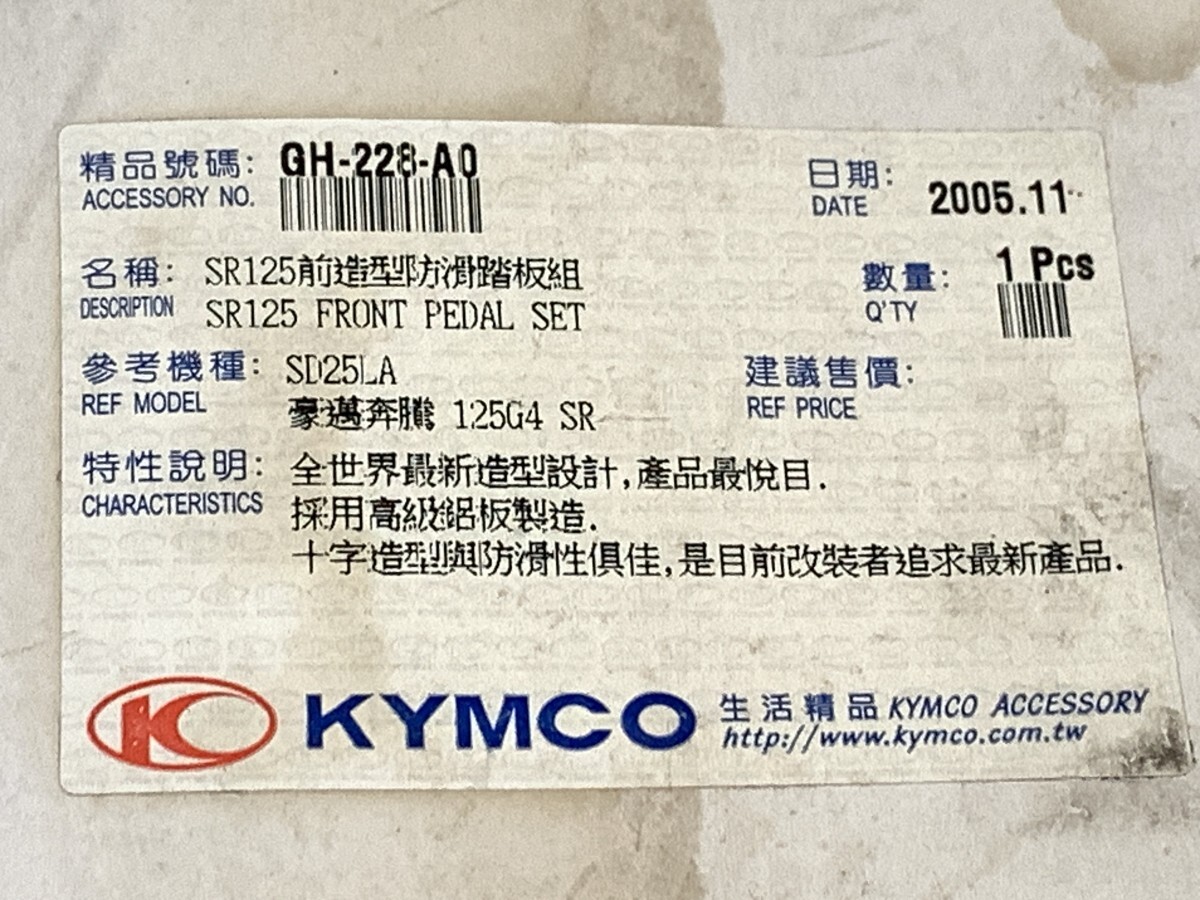 精品號碼: GH-228-A0
ACCESSORY NO.
日期: 2005.11
DATE
名稱: SR125前造型防滑踏板組
DESCRIPTION SR125 FRONT PEDAL SET
數量: 1 Pcs
Q'TY
參考機種: SD25LA
REF MODEL 豪邁奔騰 125G4 SR
建議售價:
REF PRICE
特性說明: 全世界最新造型設計,產品最悅目.
CHARACTERISTICS 採用高級鋁板製造.
十字造型與防滑性俱佳,是目前改裝者追求最新產品.
KYMCO 生活精品 KYMCO ACCESSORY
http://www.kymco.com.tw